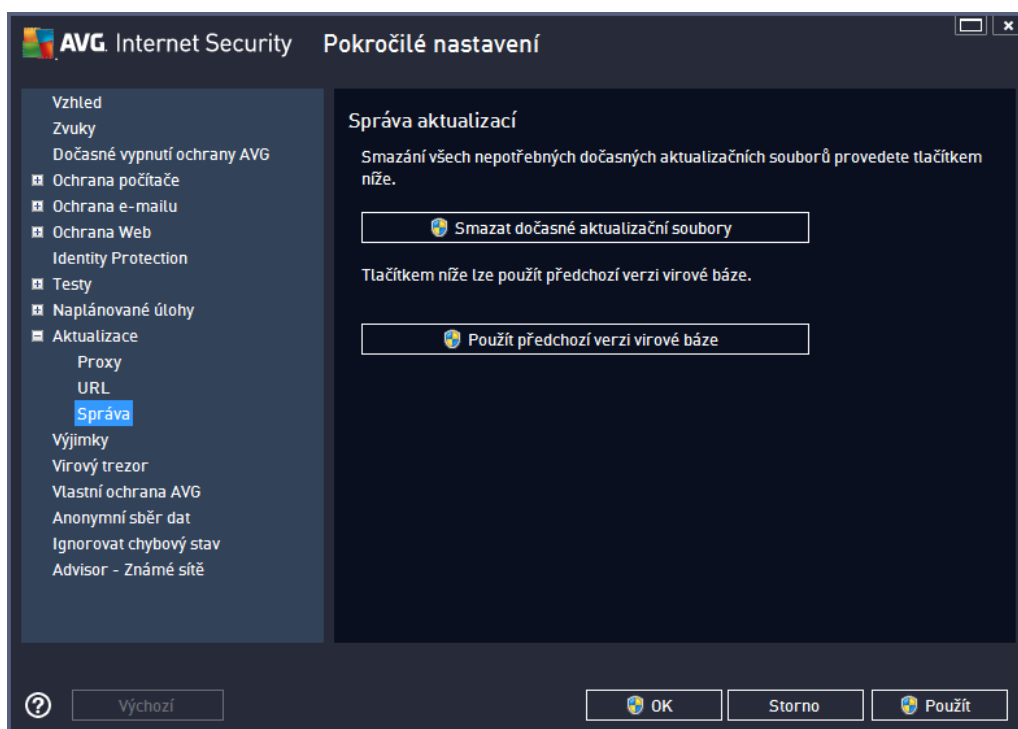 AVG. Internet Security Pokročilé nastavení
Vzhled
Zvuky
Dočasné vypnutí ochrany AVG
Ochrana počítače
Ochrana e-mailu
Ochrana Web
Identity Protection
Testy
Naplánované úlohy
Aktualizace
Proxy
URL
Správa
Výjimky
Virový trezor
Vlastní ochrana AVG
Anonymní sběr dat
Ignorovat chybový stav
Advisor - Známé sítě
Správa aktualizací
Smazání všech nepotřebných dočasných aktualizačních souborů provedete tlačítkem
níže.
Smazat dočasné aktualizační soubory
Tlačítkem níže lze použít předchozí verzi virové báze.
Použít předchozí verzi virové báze
Výchozí
OK
Storno
Použít